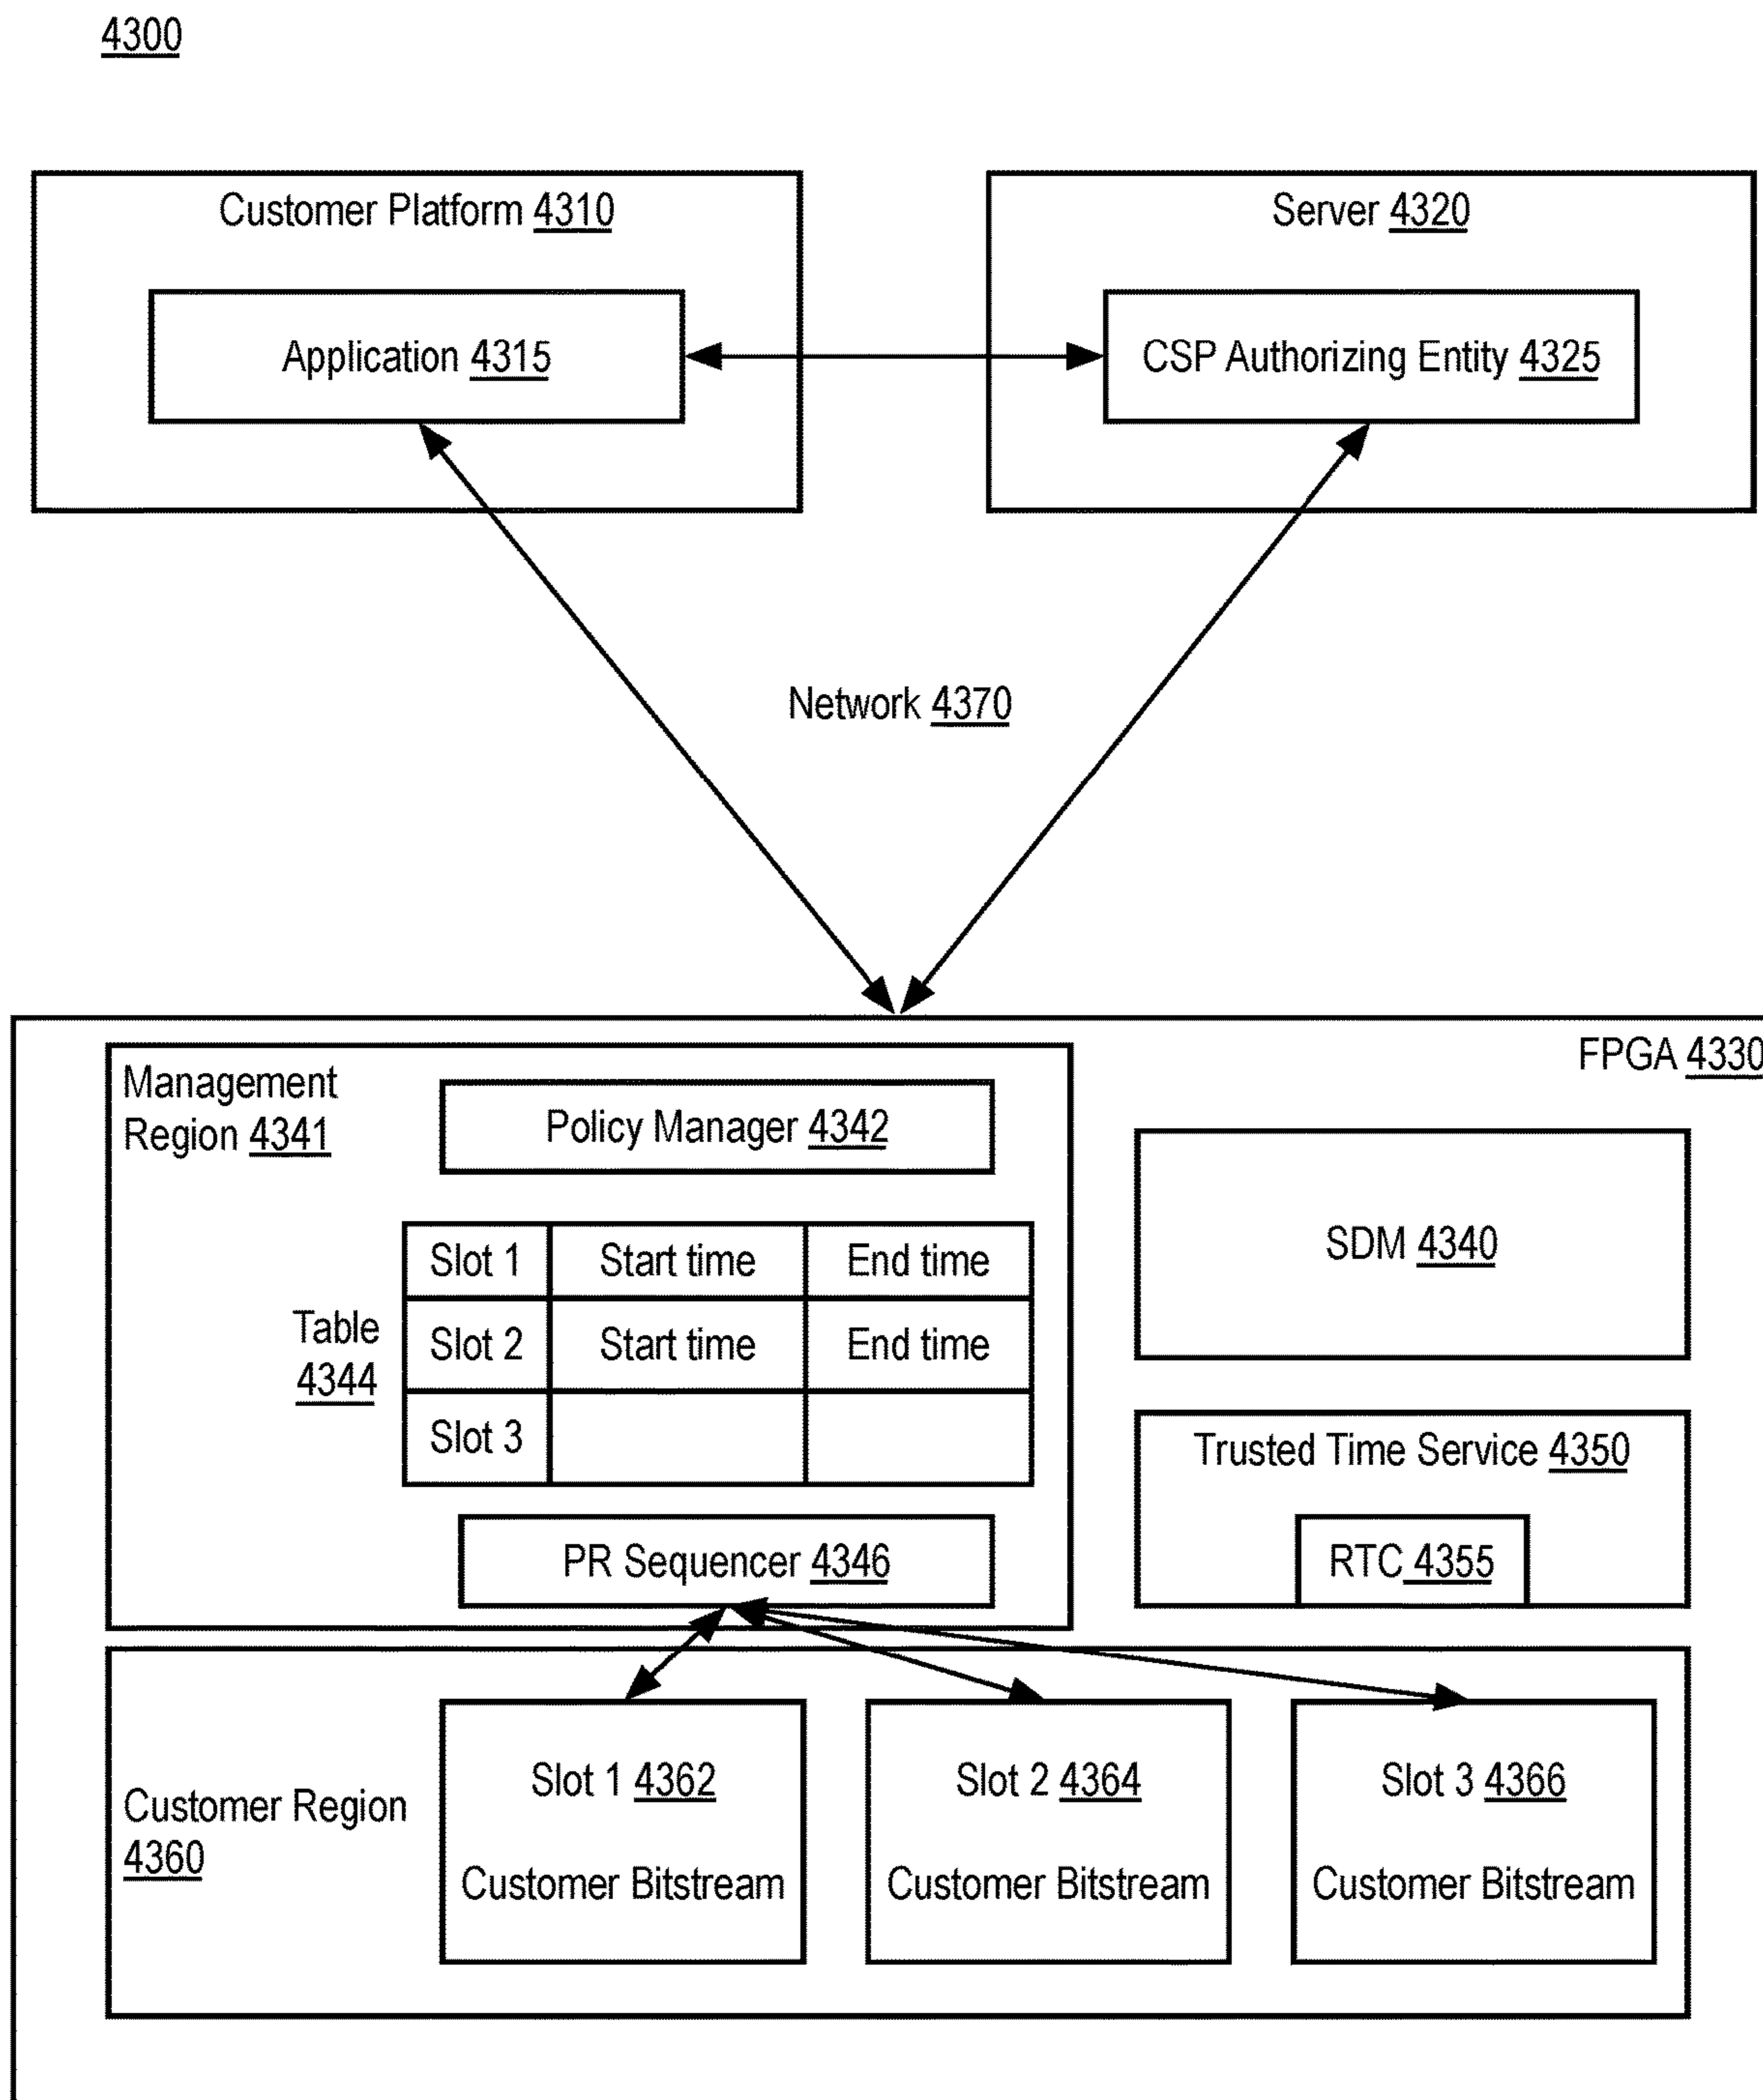 4300
Customer Platform 4310
Application 4315
Server 4320
CSP Authorizing Entity 4325
Network 4370
FPGA 4330
Management
Region 4341
Policy Manager 4342
Table
4344
Slot 1 Start time End time
Slot 2 Start time End time
Slot 3
PR Sequencer 4346
SDM 4340
Trusted Time Service 4350
RTC 4355
Customer Region
4360
Slot 1 4362
Customer Bitstream
Slot 2 4364
Customer Bitstream
Slot 3 4366
Customer Bitstream